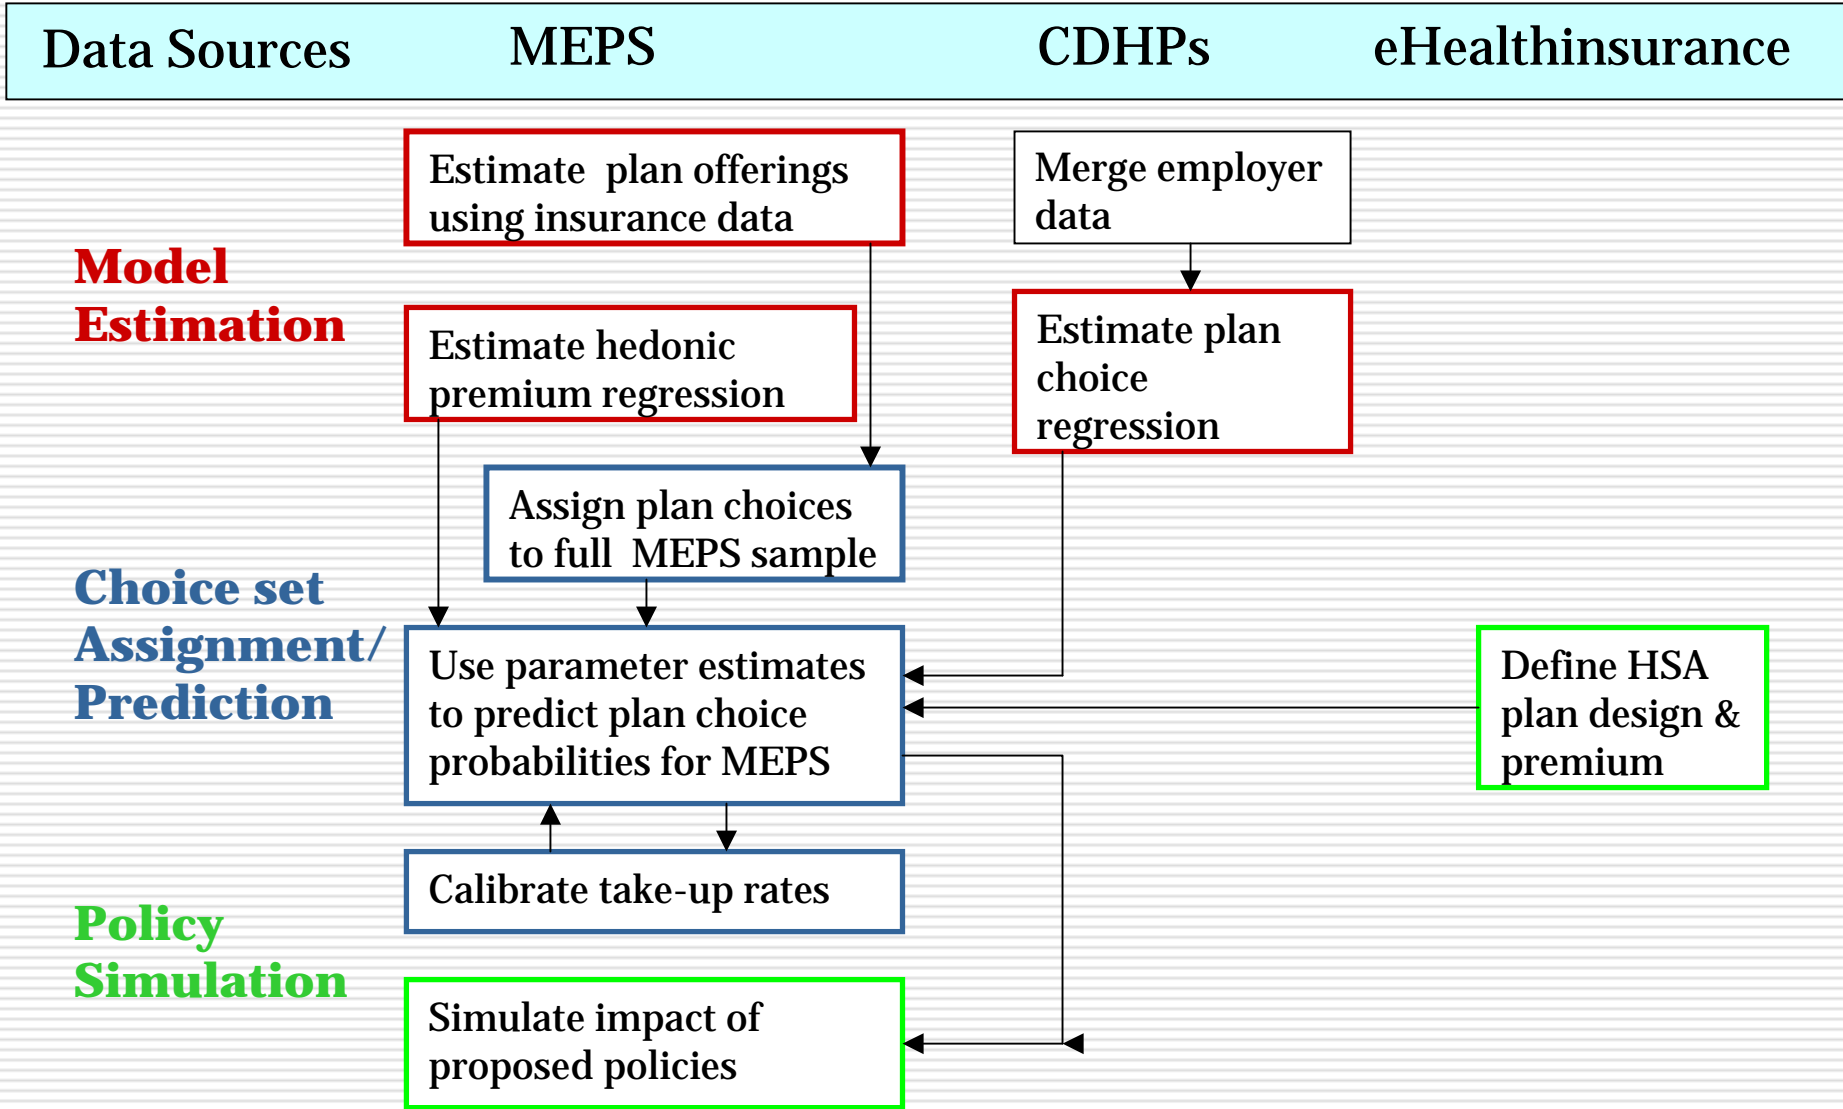 Data Sources MEPS CDHPs eHealthinsurance
Estimate plan offerings
using insurance data
Merge employer
data
Model
Estimation
Estimate hedonic
premium regression
Estimate plan
choice
regression
Assign plan choices
to full MEPS sample
Choice set
Assignment/
Prediction
Use parameter estimates
to predict plan choice
probabilities for MEPS
Define HSA
plan design &
premium
Calibrate take-up rates
Policy
Simulation
Simulate impact of
proposed policies